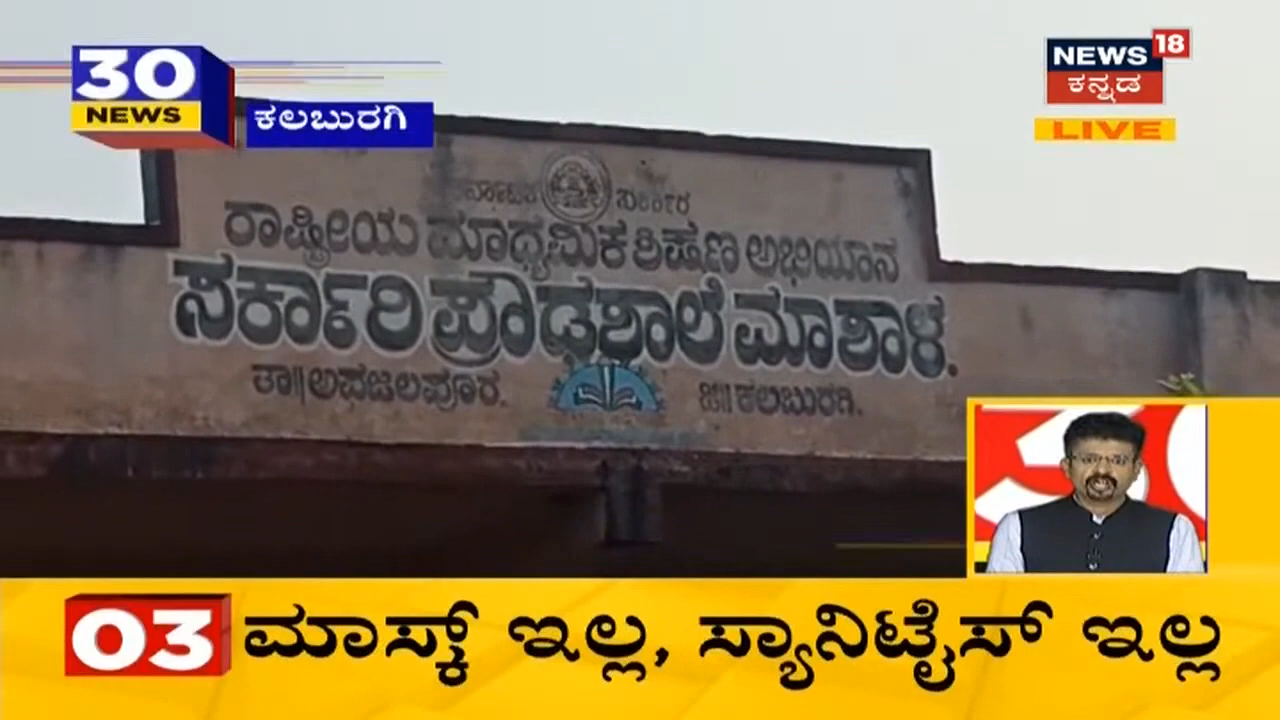 30
NEWS
ಕಲಬುರಗಿ
NEWS 18
ಕನ್ನಡ
LIVE
ಸರ್ಕಾರ
ರಾಷ್ಟ್ರೀಯ ಮಾಧ್ಯಮಿಕ ಶಿಷಣ ಅಭಿಯಾನ
ಸರ್ಕಾರಿ ಪ್ರೌಢಶಾಲೆ ಮಾಶಾಳ.
ತಾ|| ಅಫಜಲಪೂರ. ಜಿ|| ಕಲಬುರಗಿ.
03 ಮಾಸ್ಕ್ ಇಲ್ಲ, ಸ್ಯಾನಿಟೈಸ್ ಇಲ್ಲ